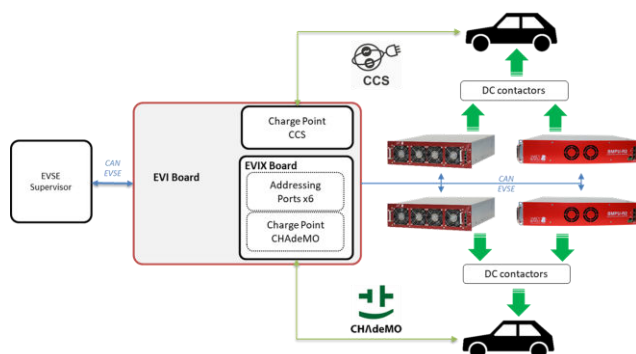 CCS
DC contactors
Charge Point
CCS
EVIX Board
Addressing
Ports x6
Charge Point
CHAdeMO
EVI Board
EVSE
Supervisor
CAN
EVSE
CAN
EVSE
DC contactors
CHAdeMO